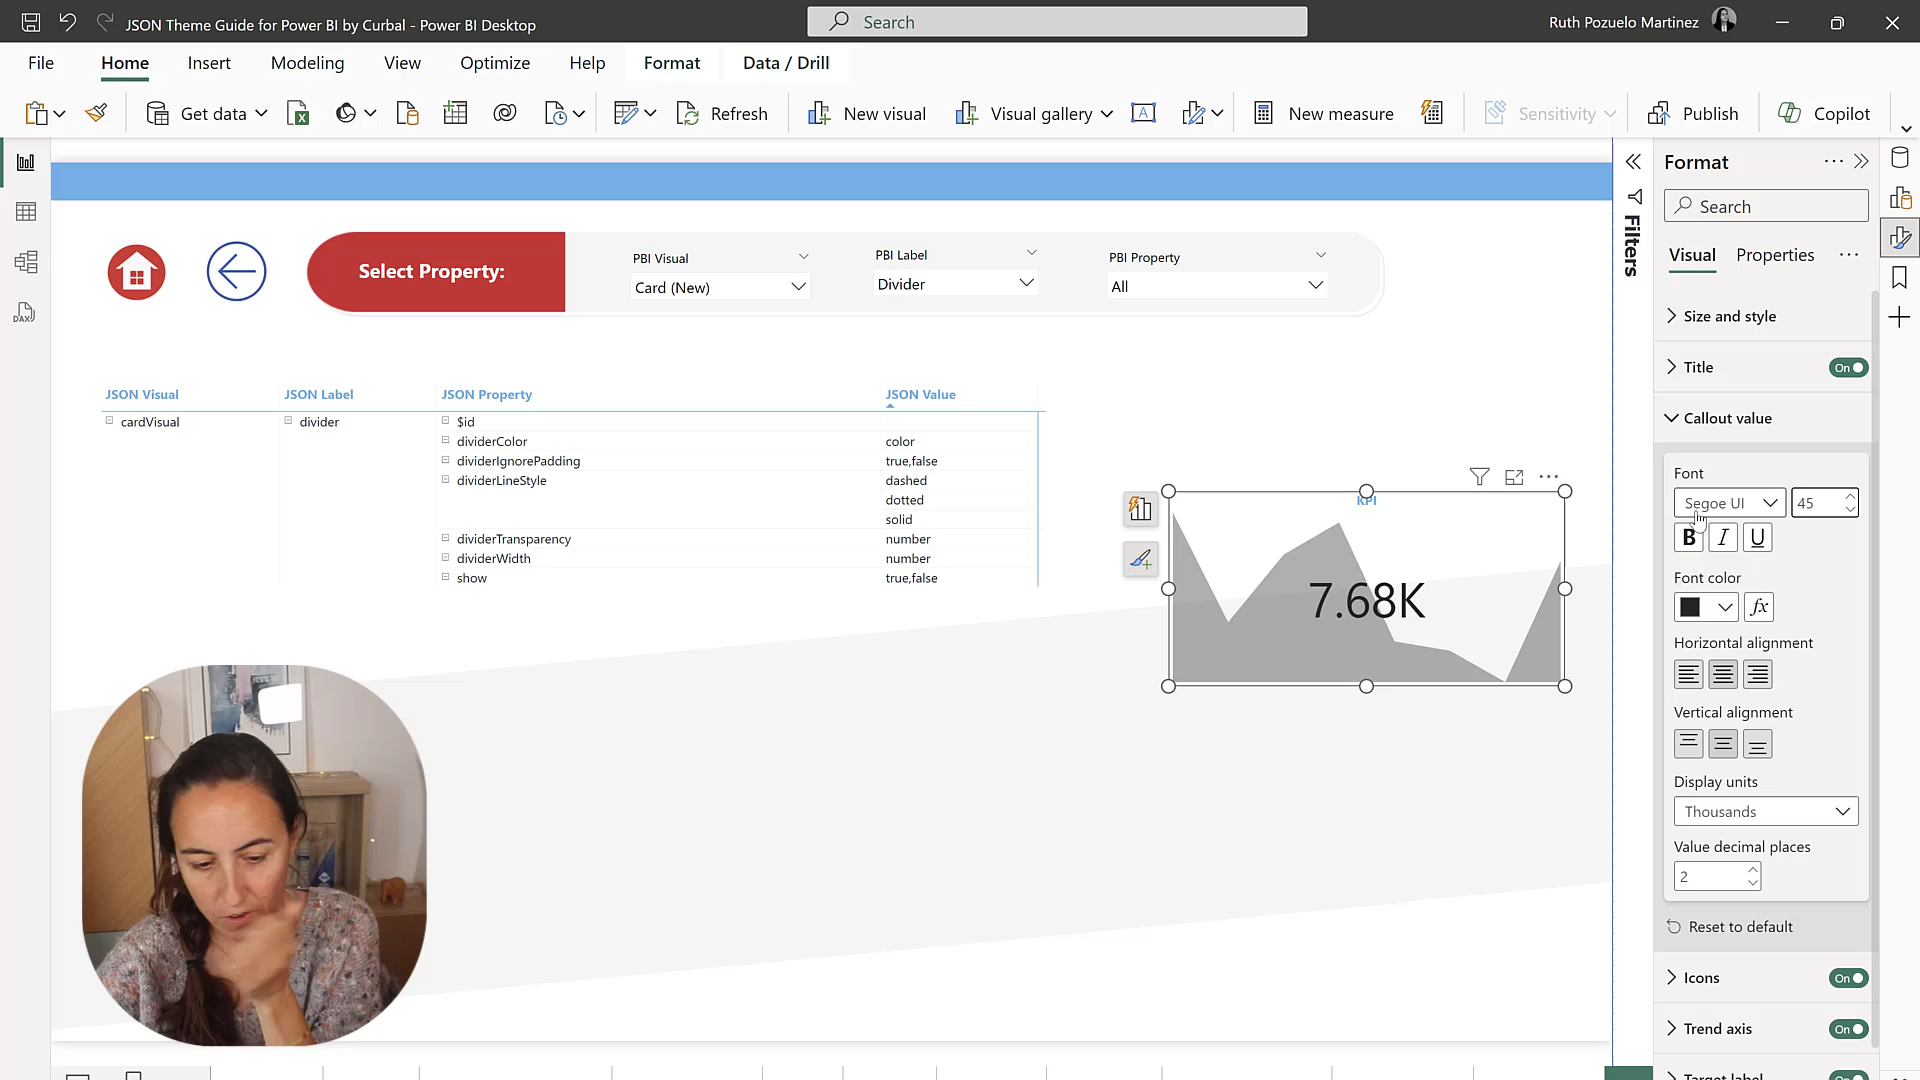 JSON Theme Guide for Power BI by Curbal - Power BI Desktop
Search
Ruth Pozuelo Martinez
File
Home
Insert
Modeling
View
Optimize
Help
Format
Data / Drill
Get data
Refresh
New visual
Visual gallery
New measure
Sensitivity
Publish
Copilot
DAX
Select Property:
PBI Visual
Card (New)
PBI Label
Divider
PBI Property
All
JSON Visual JSON Label JSON Property JSON Value
cardVisual divider $id
dividerColor color
dividerIgnorePadding true,false
dividerLineStyle dashed
dotted
solid
dividerTransparency number
dividerWidth number
show true,false
KPI
7.68K
Filters
Format
Search
Visual
Properties
Size and style
Title
On
Callout value
Font
Segoe UI
45
B
I
U
Font color
fx
Horizontal alignment
Vertical alignment
Display units
Thousands
Value decimal places
2
Reset to default
Icons
On
Trend axis
On
Target label
On